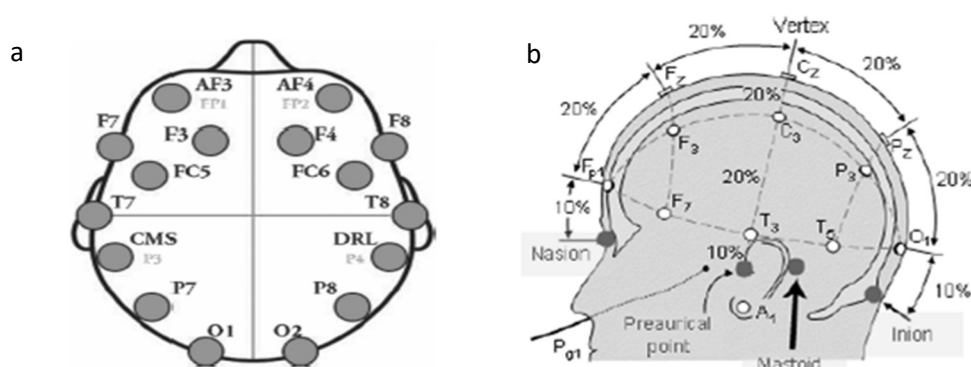 a
AF3 AF4
FP1 FP2
F7 F3 F4 F8
FC5 FC6
T7 T8
CMS DRL
P3 P4
P7 P8
O1 O2
b
Vertex
20% 20%
Fz Cz
20% 20%
F3 C3 Pz
Fp1 20% P3 20%
10% F7 T3 T5 O1
Nasion 10% 10%
A1
Preaurical
point
Inion
Pg1
Mastoid